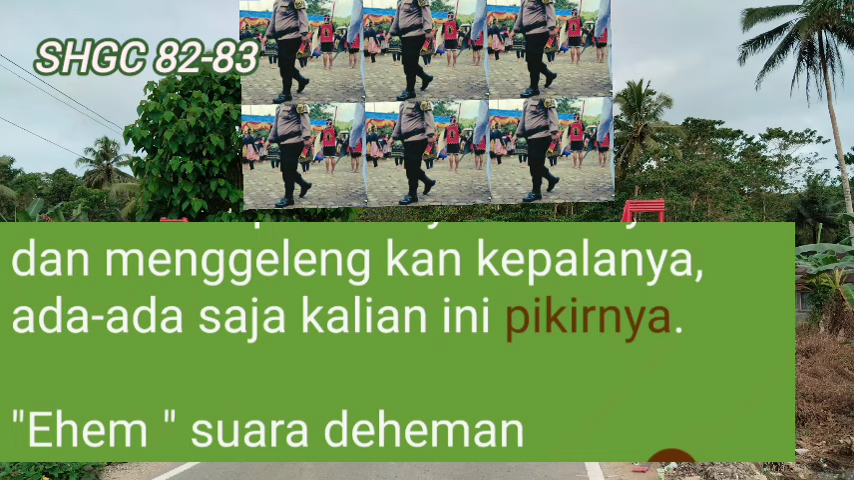 SHGC 82-83
dan menggeleng kan kepalanya,
ada-ada saja kalian ini pikirnya.
"Ehem " suara deheman